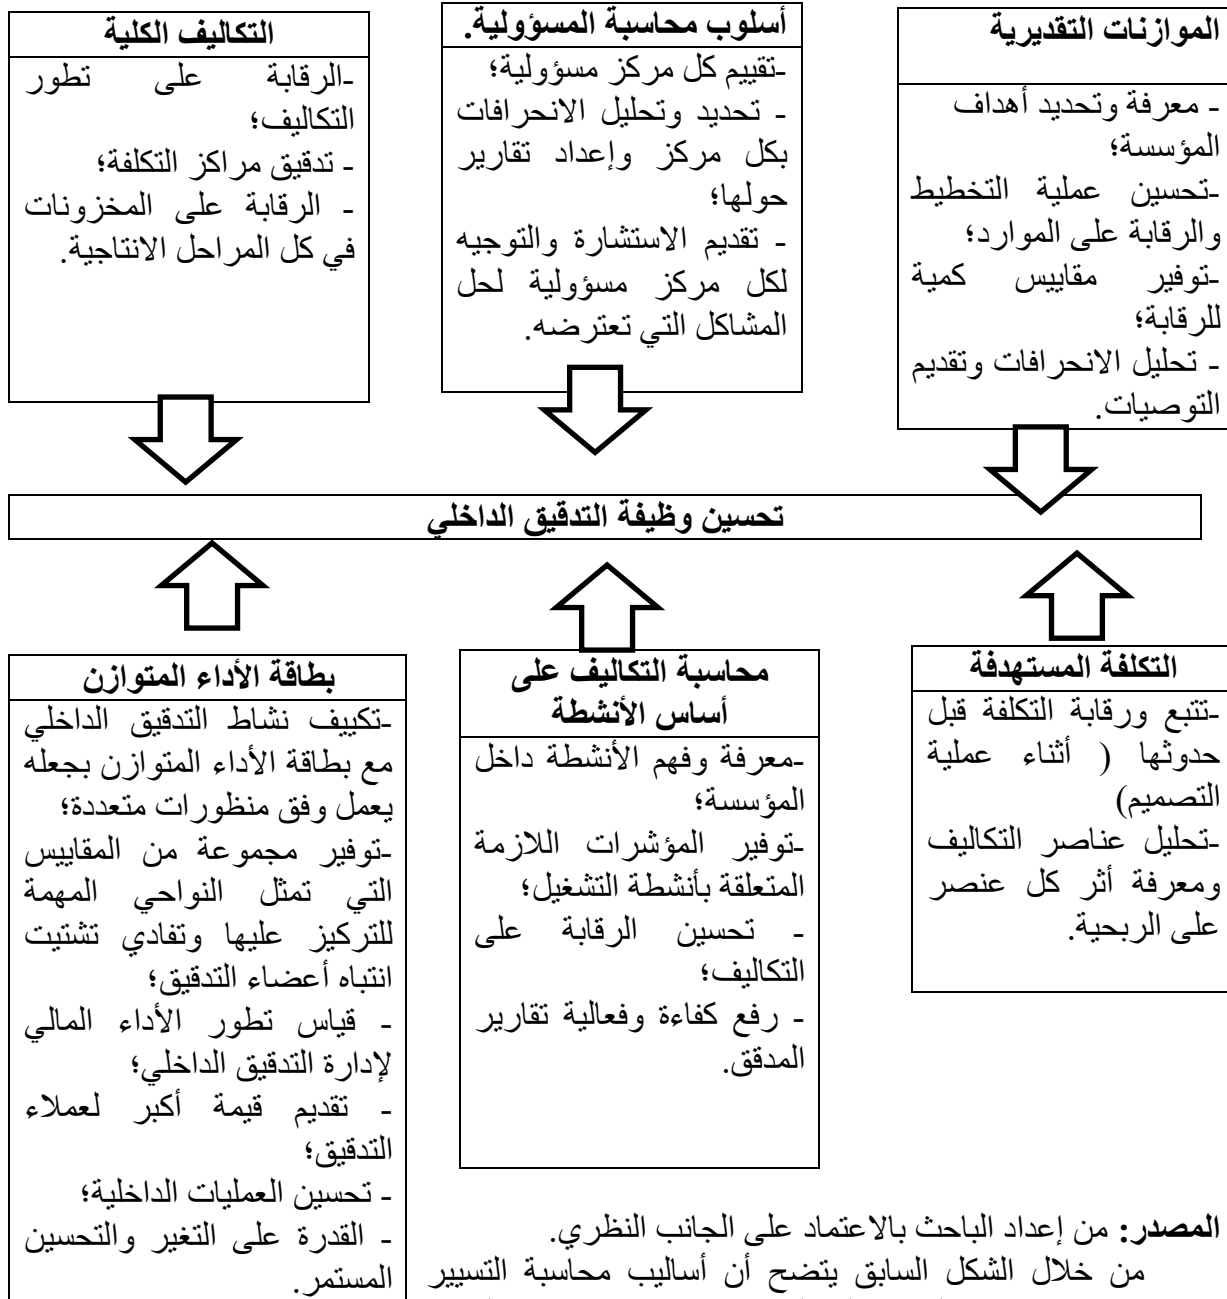 الموازنات التقديرية
- معرفة وتحديد أهداف
المؤسسة؛
-تحسين عملية التخطيط
والرقابة على الموارد؛
-توفير مقاييس كمية
للرقابة؛
- تحليل الانحرافات وتقديم
التوصيات.
أسلوب محاسبة المسؤولية.
-تقييم كل مركز مسؤولية؛
- تحديد وتحليل الانحرافات
بكل مركز وإعداد تقارير
حولها؛
- تقديم الاستشارة والتوجيه
لكل مركز مسؤولية لحل
المشاكل التي تعترضه.
التكاليف الكلية
-الرقابة على تطور
التكاليف؛
- تدقيق مراكز التكلفة؛
- الرقابة على المخزونات
في كل المراحل الانتاجية.
تحسين وظيفة التدقيق الداخلي
التكلفة المستهدفة
-تتبع ورقابة التكلفة قبل
حدوثها ( أثناء عملية
التصميم)
-تحليل عناصر التكاليف
ومعرفة أثر كل عنصر
على الربحية.
محاسبة التكاليف على
أساس الأنشطة
-معرفة وفهم الأنشطة داخل
المؤسسة؛
-توفير المؤشرات اللازمة
المتعلقة بأنشطة التشغيل؛
- تحسين الرقابة على
التكاليف؛
- رفع كفاءة وفعالية تقارير
المدقق.
بطاقة الأداء المتوازن
-تكييف نشاط التدقيق الداخلي
مع بطاقة الأداء المتوازن بجعله
يعمل وفق منظورات متعددة؛
-توفير مجموعة من المقاييس
التي تمثل النواحي المهمة
للتركيز عليها وتفادي تشتيت
انتباه أعضاء التدقيق؛
- قياس تطور الأداء المالي
لإدارة التدقيق الداخلي؛
- تقديم قيمة أكبر لعملاء
التدقيق؛
- تحسين العمليات الداخلية؛
- القدرة على التغير والتحسين
المستمر.
المصدر: من إعداد الباحث بالاعتماد على الجانب النظري.
من خلال الشكل السابق يتضح أن أساليب محاسبة التسيير